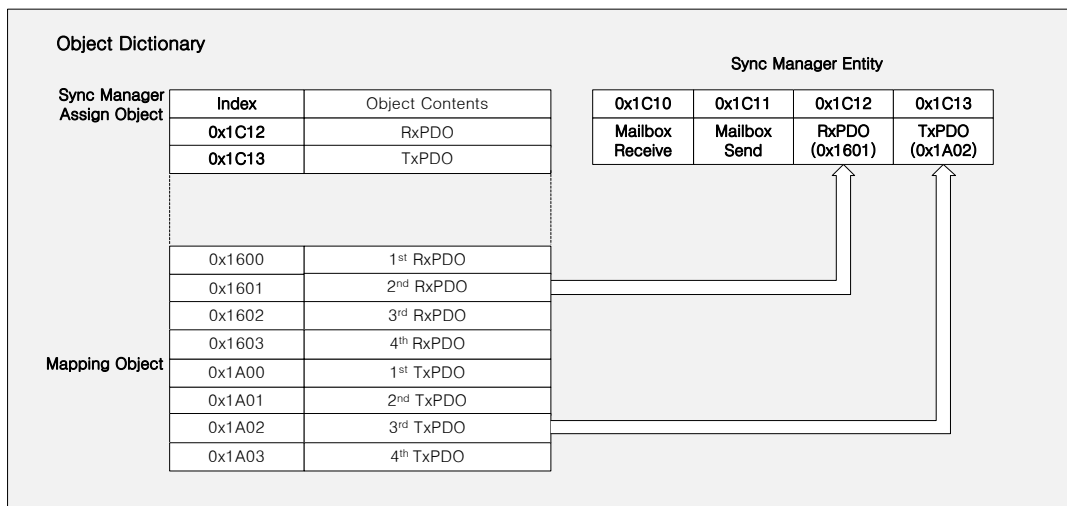 Object Dictionary
Sync Manager Entity
Sync Manager
Assign Object
Index Object Contents
0x1C12 RxPDO
0x1C13 TxPDO
0x1C10 0x1C11 0x1C12 0x1C13
Mailbox Receive Mailbox Send RxPDO (0x1601) TxPDO (0x1A02)
Mapping Object
0x1600 1st RxPDO
0x1601 2nd RxPDO
0x1602 3rd RxPDO
0x1603 4th RxPDO
0x1A00 1st TxPDO
0x1A01 2nd TxPDO
0x1A02 3rd TxPDO
0x1A03 4th TxPDO